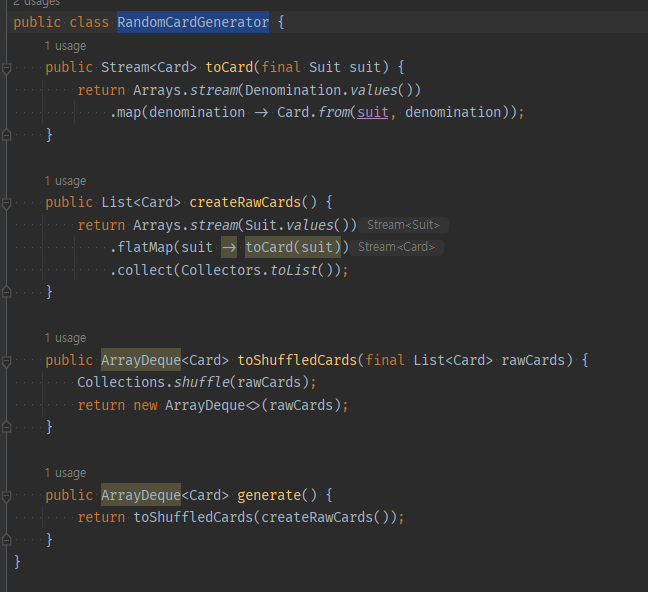 2 usages
public class RandomCardGenerator {
1 usage
public Stream<Card> toCard(final Suit suit) {
return Arrays.stream(Denomination.values())
.map(denomination -> Card.from(suit, denomination));
}
1 usage
public List<Card> createRawCards() {
return Arrays.stream(Suit.values()) Stream<Suit>
.flatMap(suit -> toCard(suit)) Stream<Card>
.collect(Collectors.toList());
}
1 usage
public ArrayDeque<Card> toShuffledCards(final List<Card> rawCards) {
Collections.shuffle(rawCards);
return new ArrayDeque<>(rawCards);
}
1 usage
public ArrayDeque<Card> generate() {
return toShuffledCards(createRawCards());
}
}